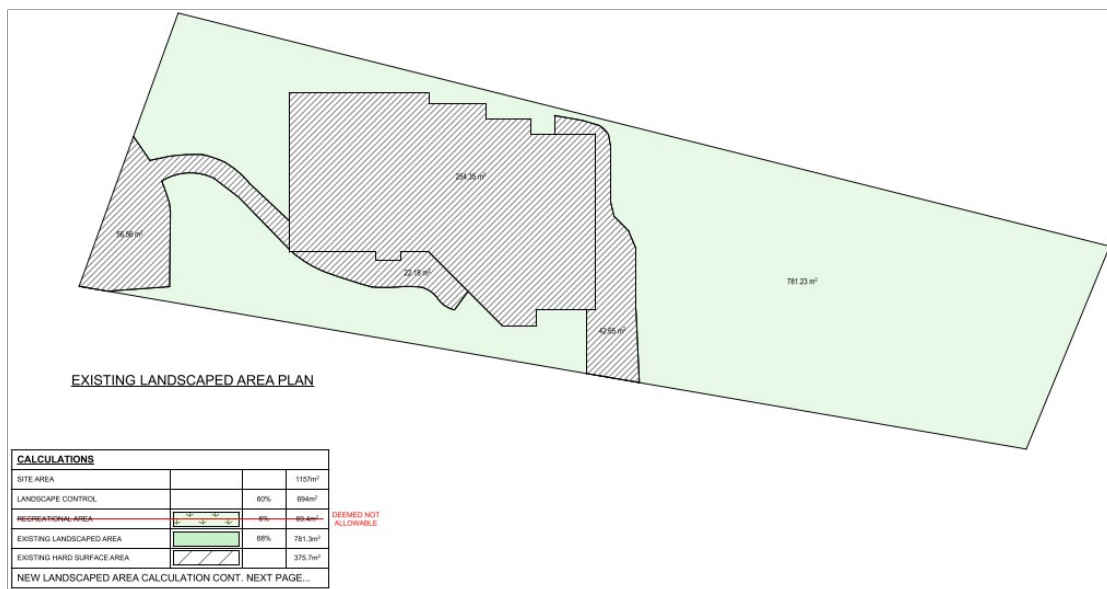 254.35 m²
56.56 m²
22.18 m²
781.23 m²
42.65 m²
EXISTING LANDSCAPED AREA PLAN
CALCULATIONS
SITE AREA 1157m²
LANDSCAPE CONTROL 60% 694m²
RECREATIONAL AREA 6% 69.4m² DEEMED NOT
ALLOWABLE
EXISTING LANDSCAPED AREA 68% 781.3m²
EXISTING HARD SURFACE AREA 375.7m²
NEW LANDSCAPED AREA CALCULATION CONT. NEXT PAGE...